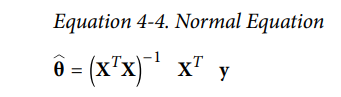 Equation 4-4. Normal Equation
θ̂ = (XᵀX)⁻¹ Xᵀ y